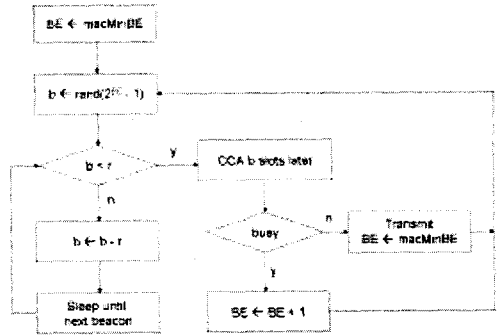 BE ← macMinBE
b ← rand(2^BE - 1)
b < r
y
CCA b slots later
n
busy
n
Transmit
BE ← macMinBE
b ← b - r
y
Sleep until
next beacon
BE ← BE + 1